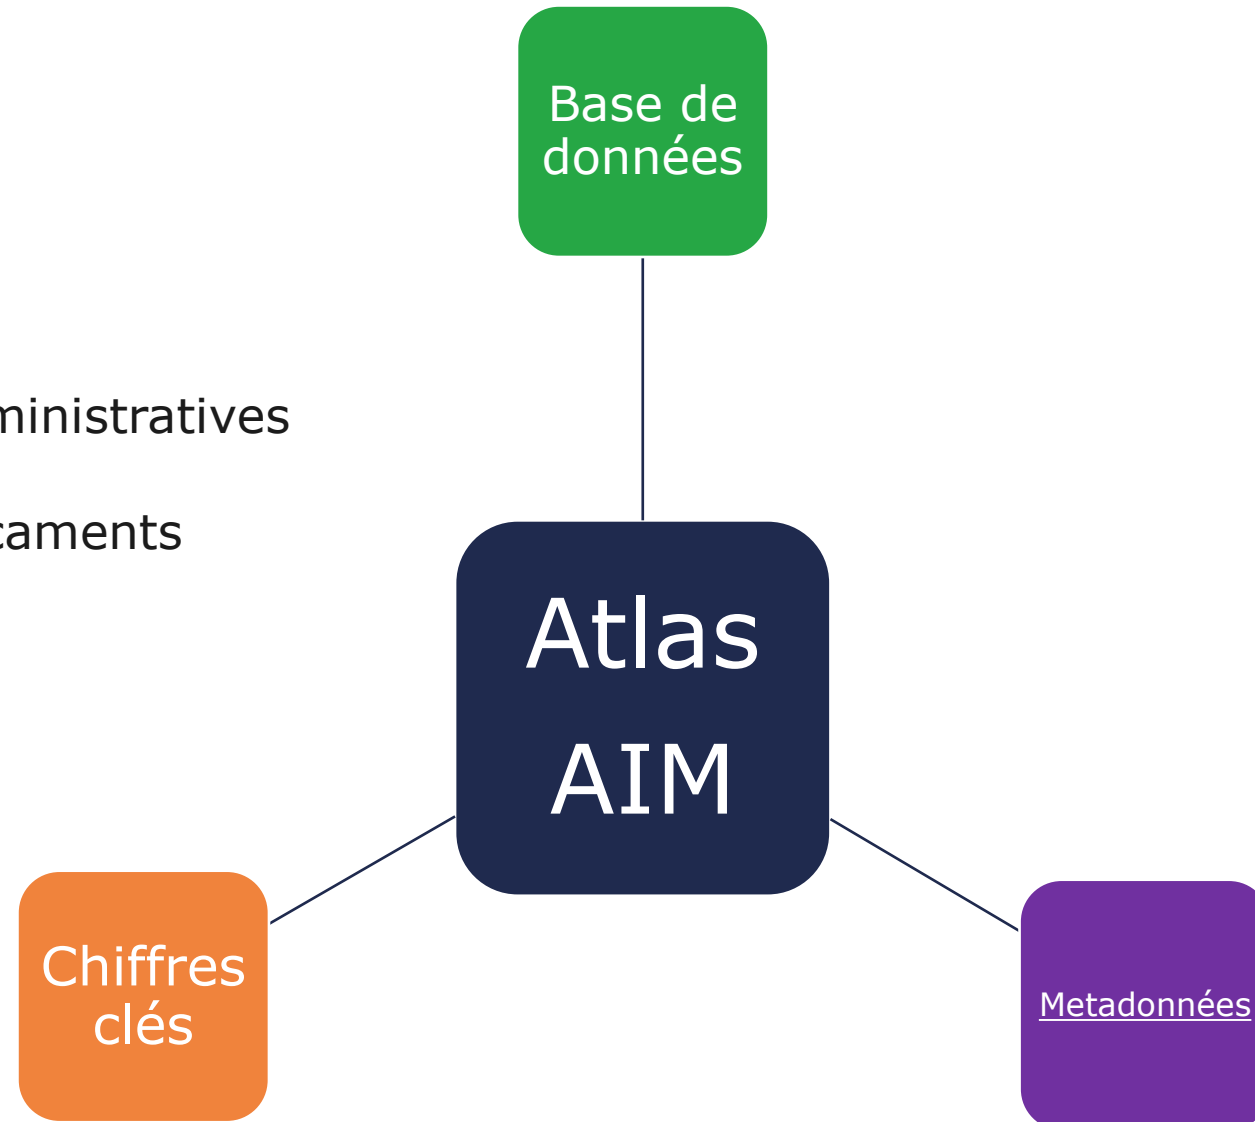 Base de
données
ministratives
caments
Atlas
AIM
Chiffres
clés
Metadonnées